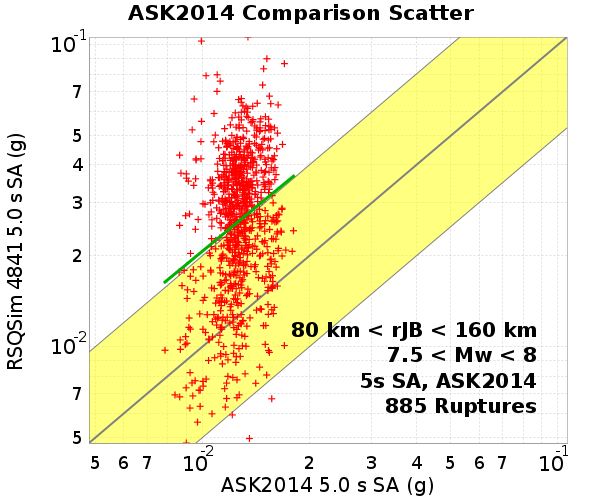 ASK2014 Comparison Scatter
10-1
7
5
4
3
2
10-2
7
5
RSQSim 4841 5.0 s SA (g)
80 km < rJB < 160 km
7.5 < Mw < 8
5s SA, ASK2014
885 Ruptures
5 6 7 10-2 2 3 4 5 6 7 10-1
ASK2014 5.0 s SA (g)